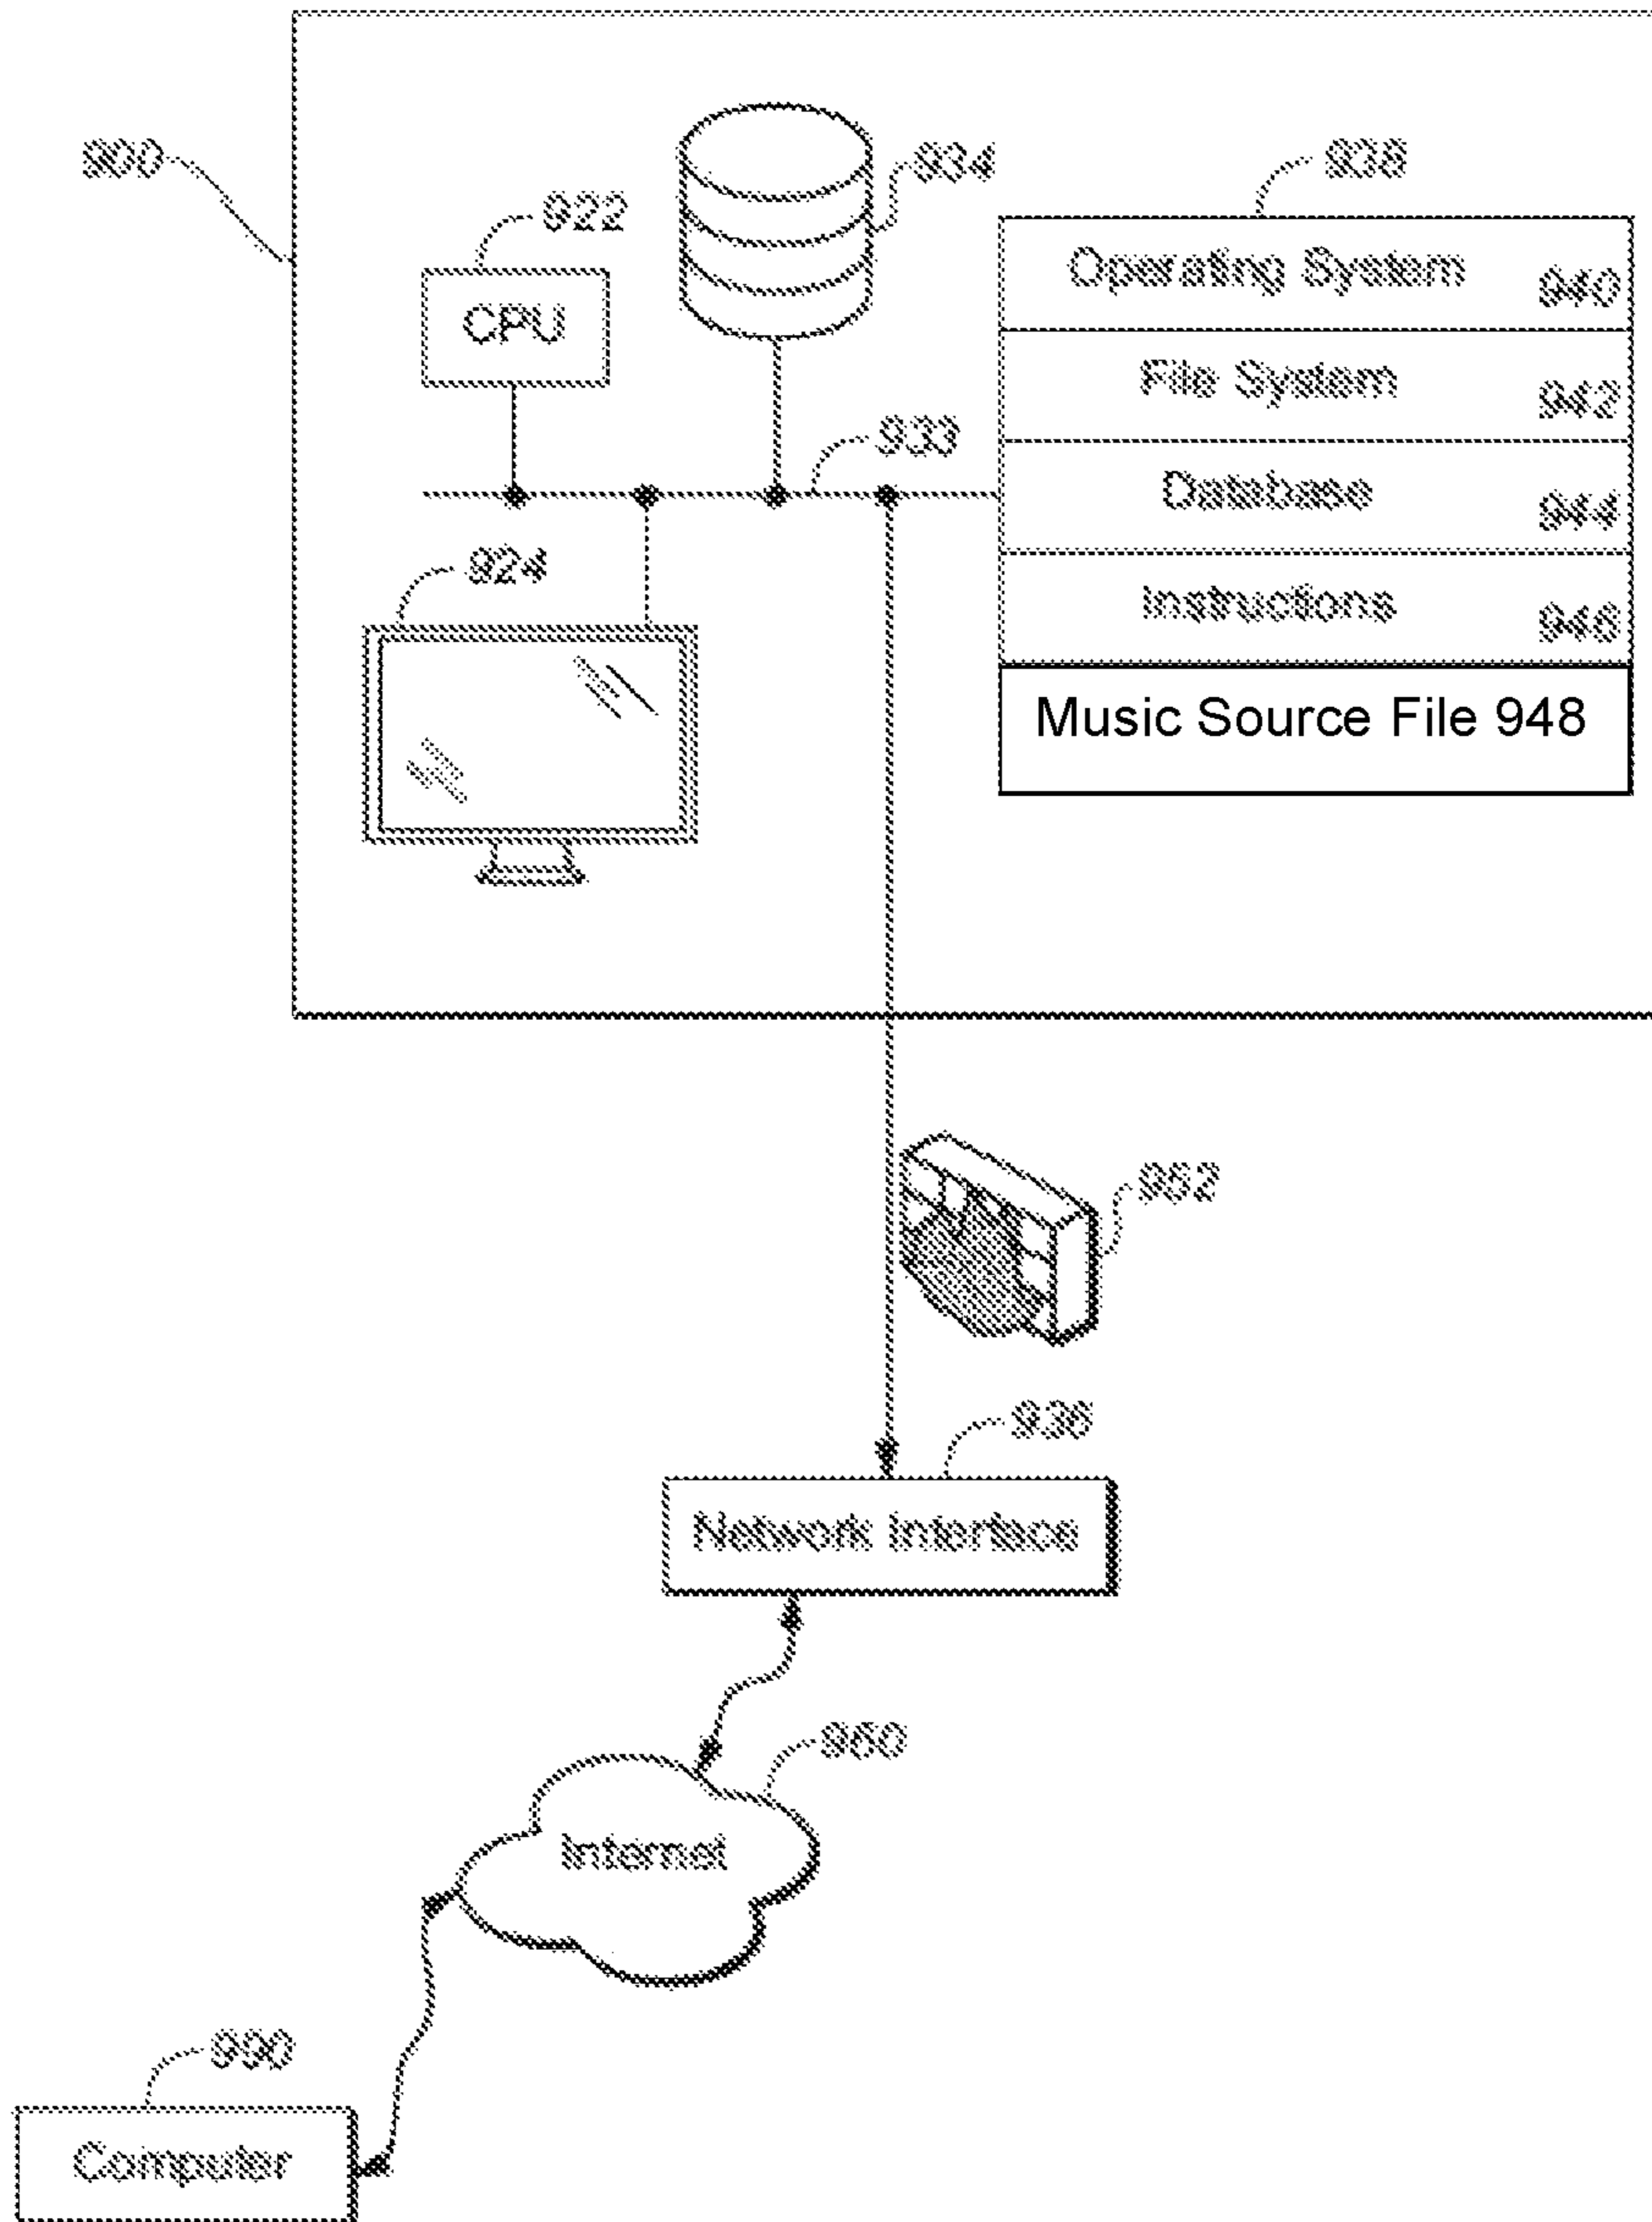 900
934
938
922
Operating System 940
CPU
File System 942
933
Database 944
924
Instructions 946
Music Source File 948
952
936
Network Interface
960
Internet
990
Computer